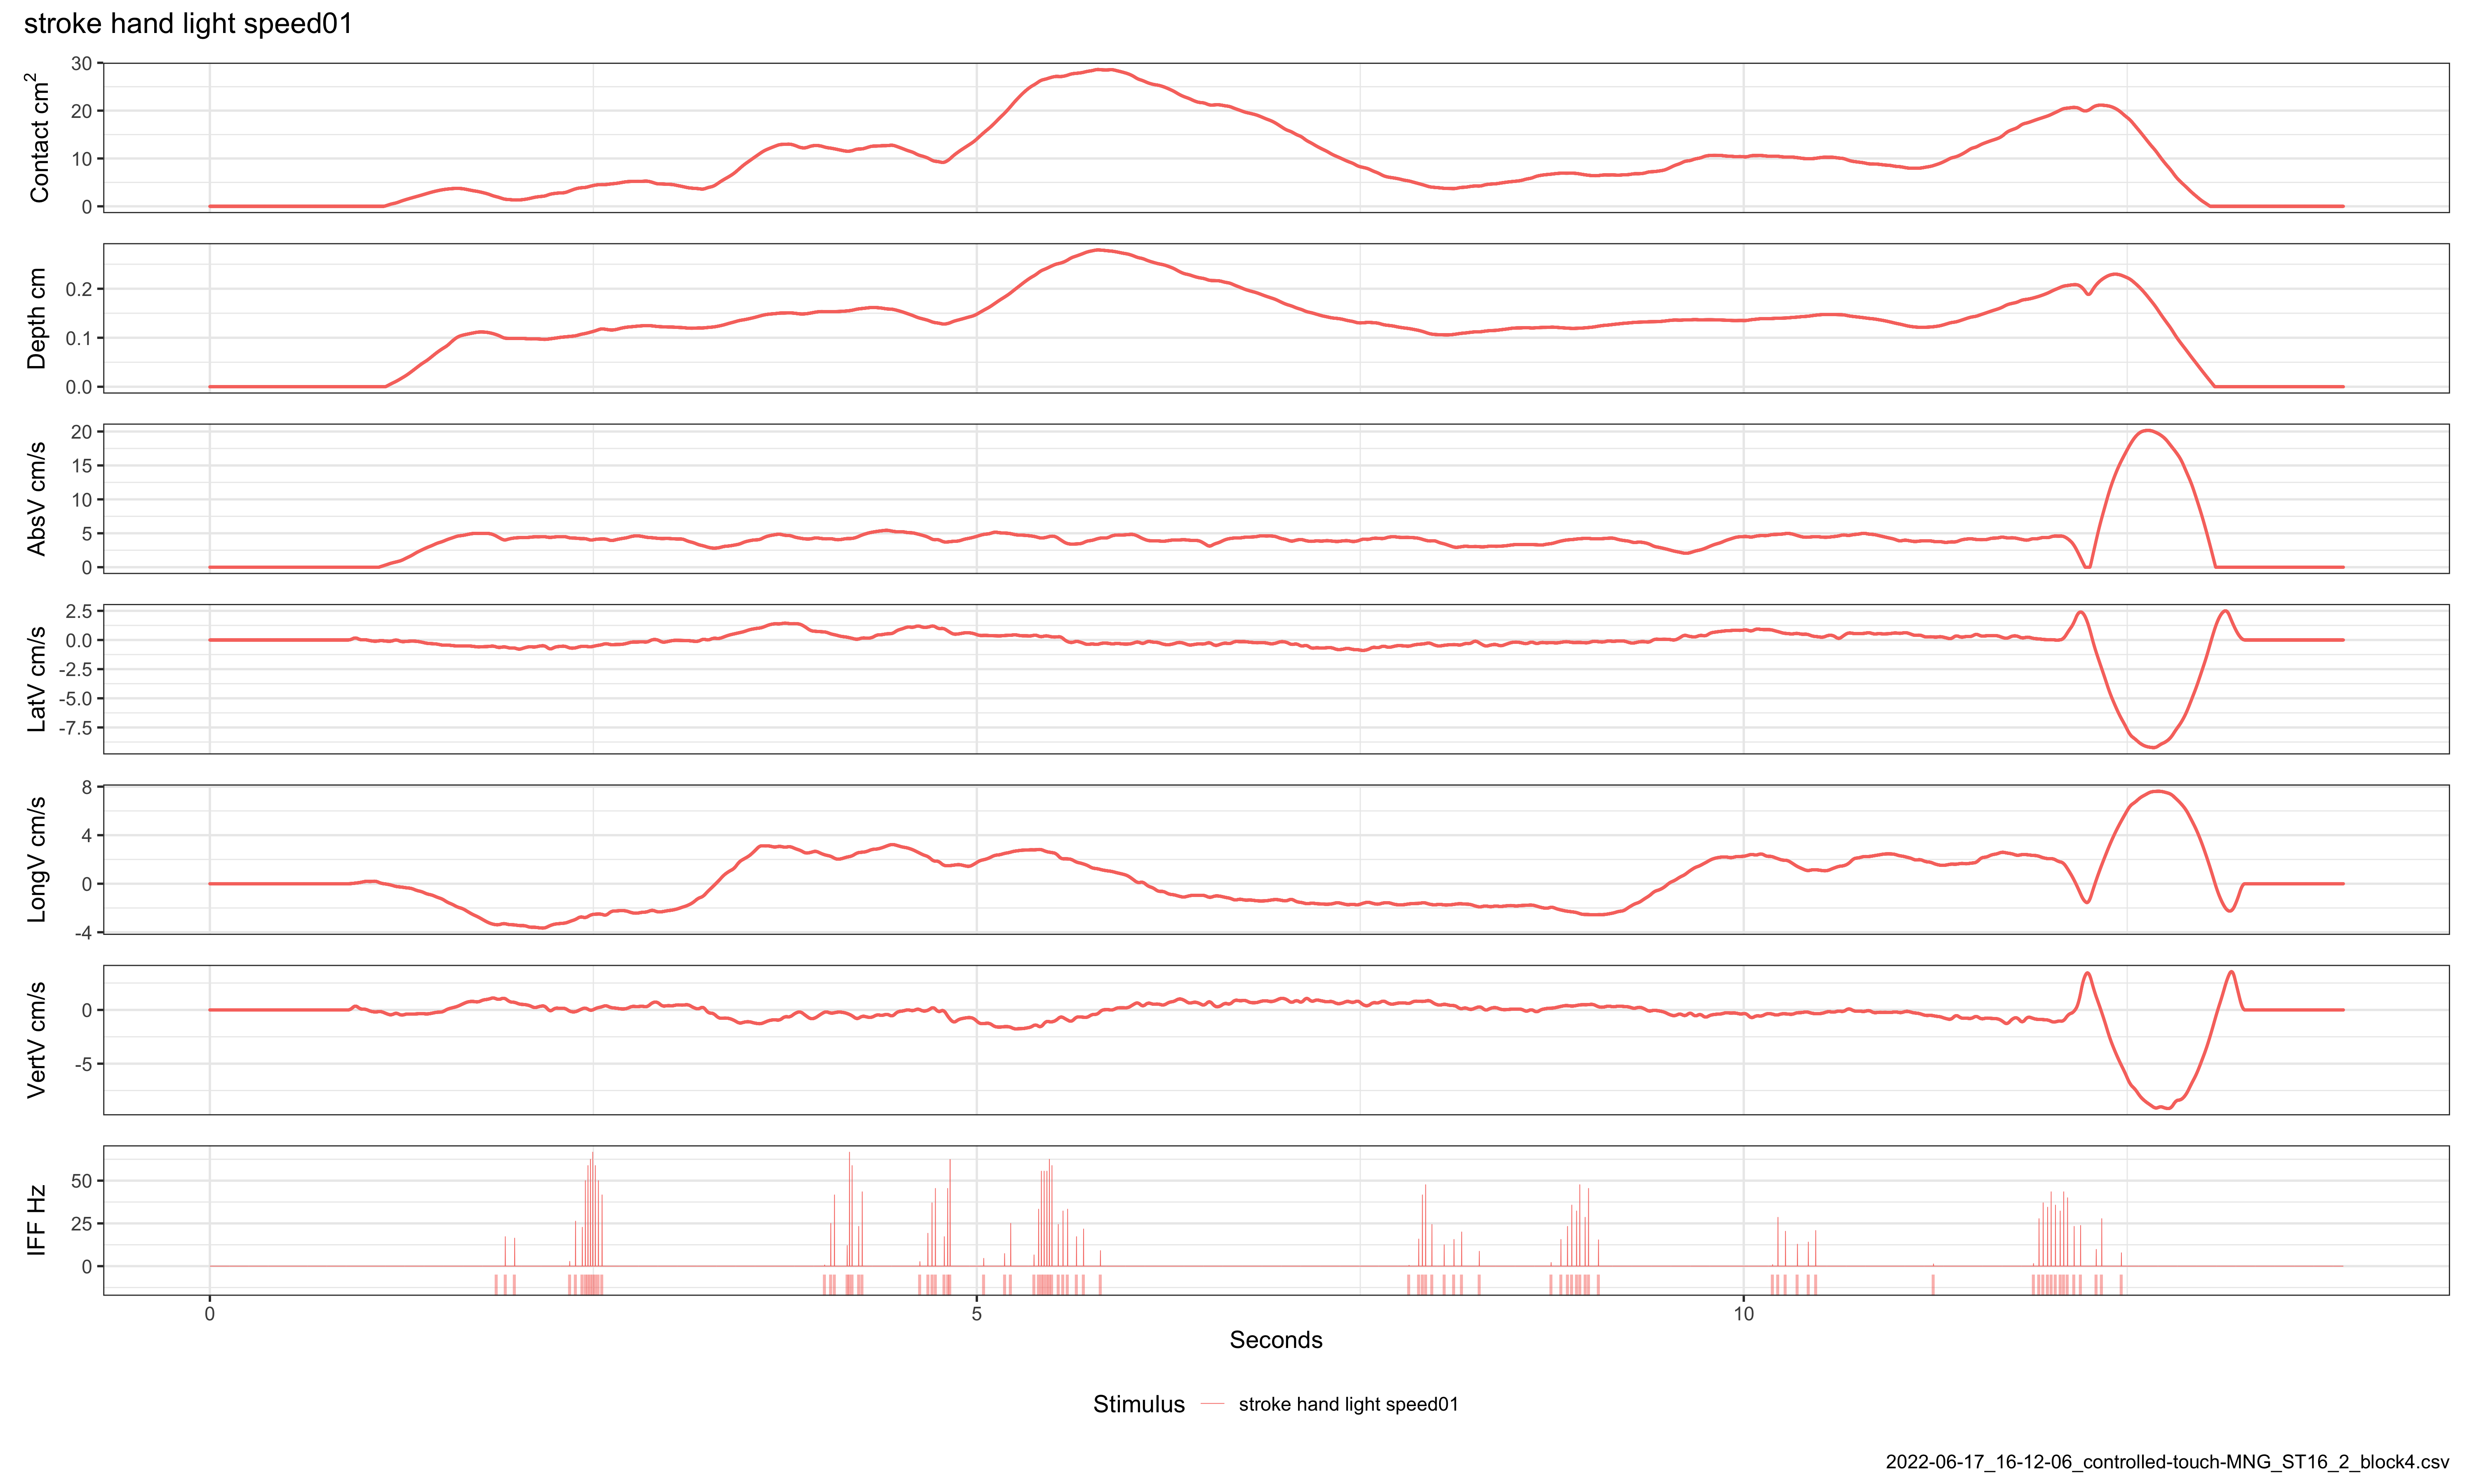 stroke hand light speed01
Contact cm²
30
20
10
0
Depth cm
0.2
0.1
0.0
AbsV cm/s
20
15
10
5
0
LatV cm/s
2.5
0.0
-2.5
-5.0
-7.5
LongV cm/s
8
4
0
-4
VertV cm/s
0
-5
IFF Hz
50
25
0
0 5 10
Seconds
Stimulus stroke hand light speed01
2022-06-17_16-12-06_controlled-touch-MNG_ST16_2_block4.csv